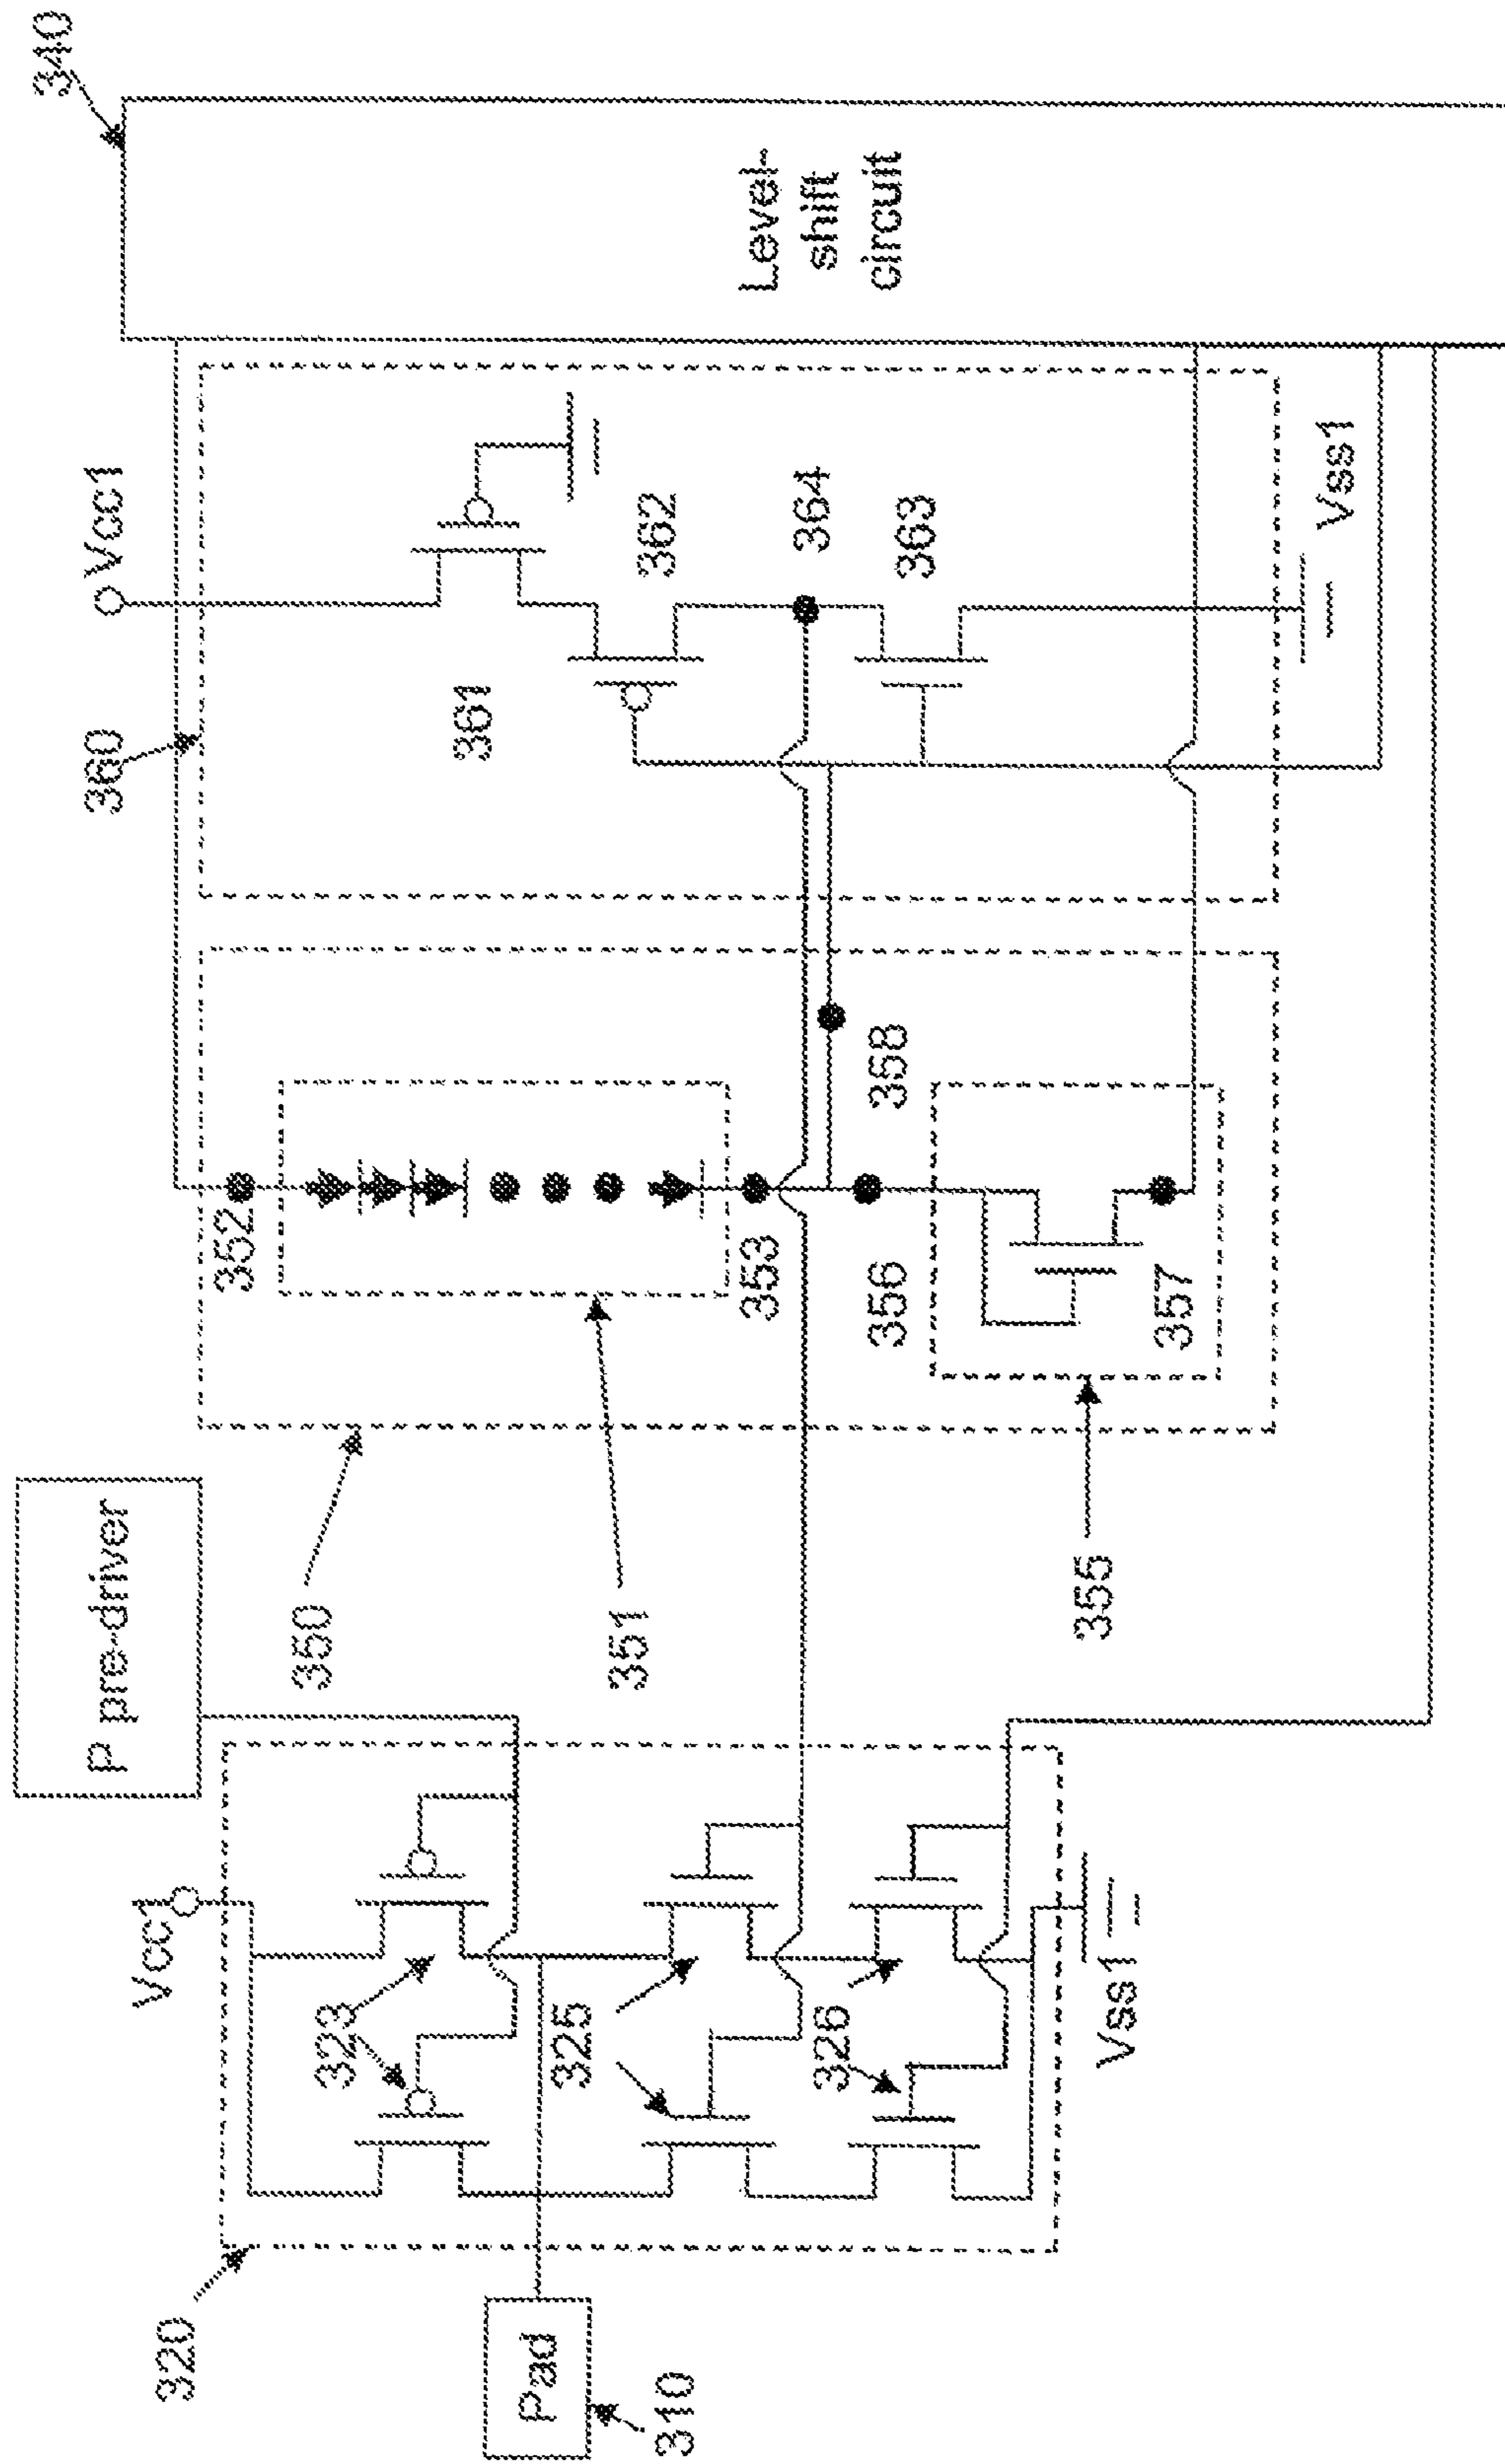 340
Level-
shift
circuit
Vcc1
360
361
362
364
363
Vss1
352
353
358
356
357
350
351
355
P pre-driver
Vcc1
323
325
326
Vss1
320
Pad
310